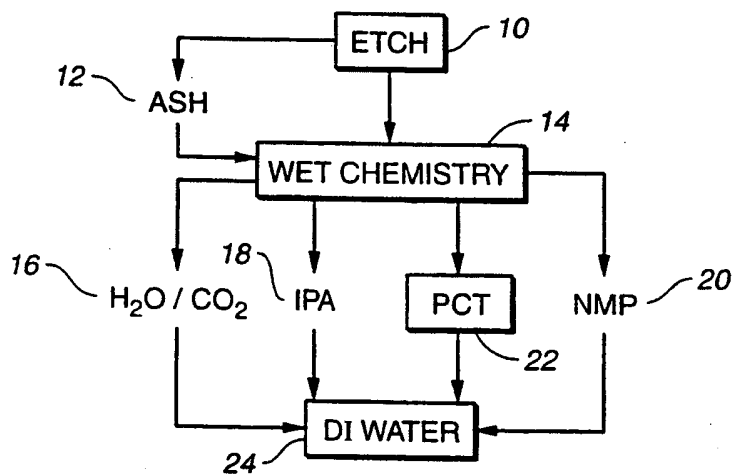 ETCH 10
12
ASH
14
WET CHEMISTRY
16 18 20
H₂O / CO₂ IPA PCT NMP
22
DI WATER
24